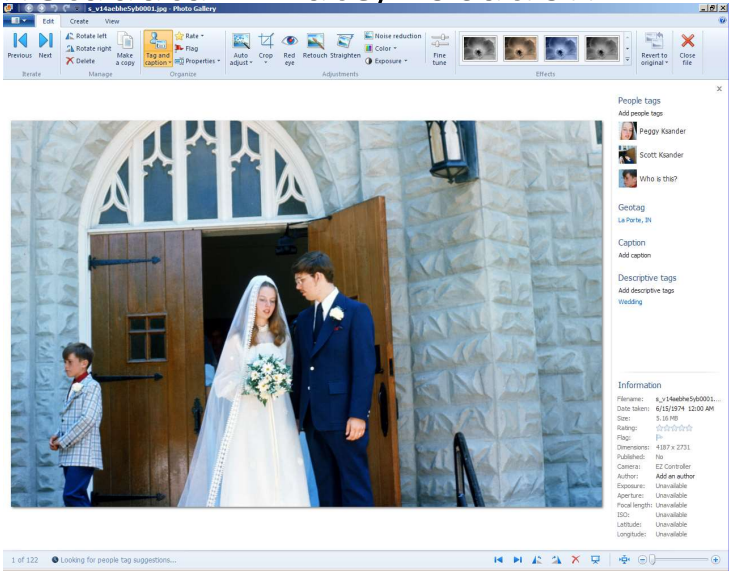 s_v14aebhe5yb0001.jpg - Photo Gallery
Edit Create View
Previous
Next
Iterate
Rotate left
Rotate right
Delete
Make a copy
Manage
Tag and caption
Rate
Flag
Properties
Organize
Auto adjust
Crop
Red eye
Retouch
Straighten
Noise reduction
Color
Exposure
Adjustments
Fine tune
Effects
Revert to original
Close file
People tags
Add people tags
Peggy Ksander
Scott Ksander
Who is this?
Geotag
La Porte, IN
Caption
Add caption
Descriptive tags
Add descriptive tags
Wedding
Information
Filename: s_v14aebhe5yb0001....
Date taken: 6/15/1974 12:00 AM
Size: 3.16 MB
Rating:
Flag:
Dimensions: 4187 x 2731
Published: No
Camera: EZ Controller
Author: Add an author
Exposure: Unavailable
Aperture: Unavailable
Focal length: Unavailable
ISO: Unavailable
Latitude: Unavailable
Longitude: Unavailable
1 of 122 Looking for people tag suggestions...